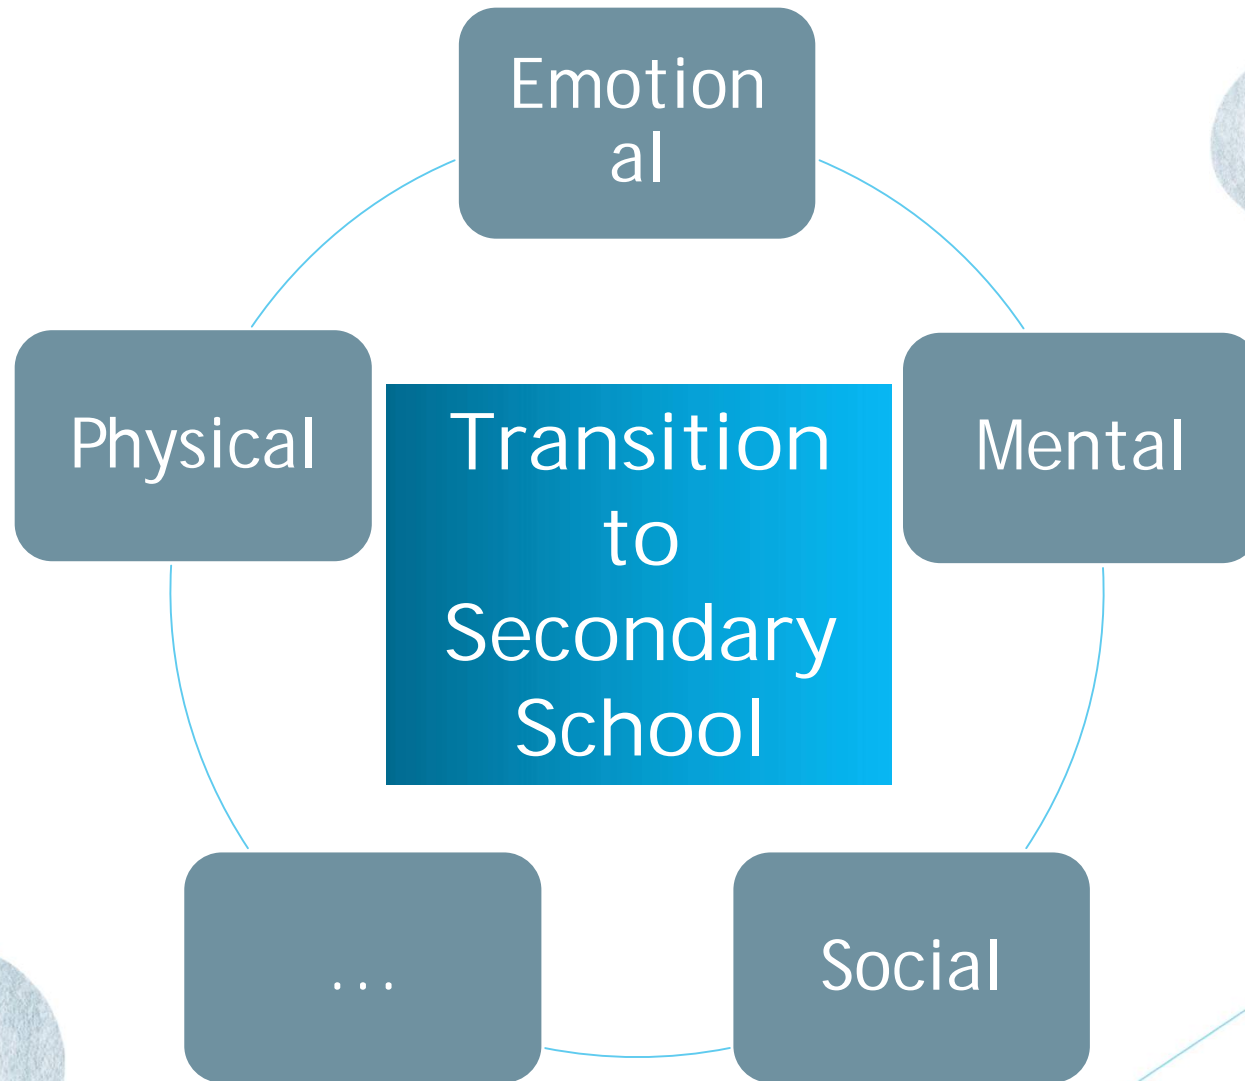 Emotion
al
Physical
Transition
to
Secondary
School
Mental
...
Social